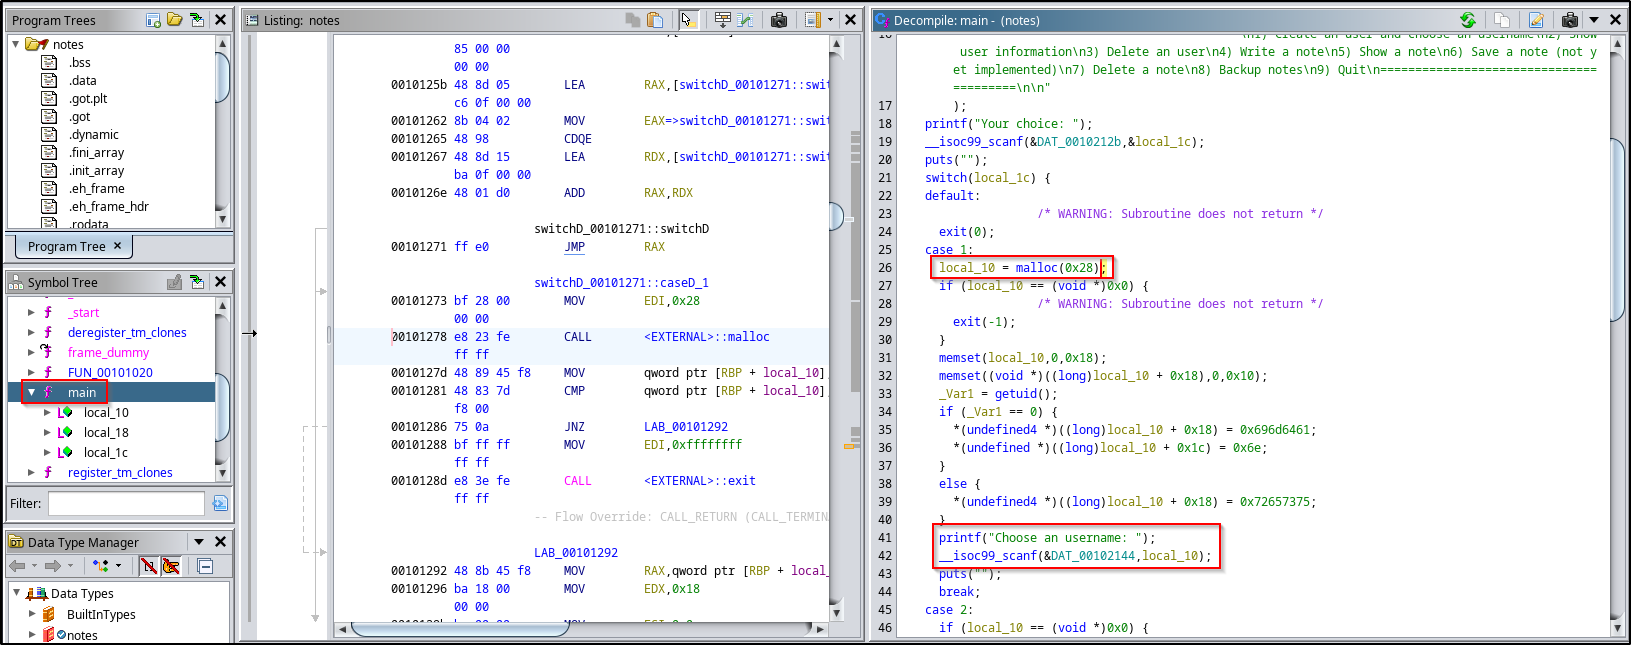 Program Trees
notes
.bss
.data
.got.plt
.got
.dynamic
.fini_array
.init_array
.eh_frame
.eh_frame_hdr
.rodata
Program Tree ×
Symbol Tree
_start
deregister_tm_clones
frame_dummy
FUN_00101020
main
local_10
local_18
local_1c
register_tm_clones
Filter:
Data Type Manager
Data Types
BuiltInTypes
notes
Listing: notes
85 00 00
00 00
0010125b 48 8d 05 LEA RAX,[switchD_00101271::swit
c6 0f 00 00
00101262 8b 04 02 MOV EAX=>switchD_00101271::swit
00101265 48 98 CDQE
00101267 48 8d 15 LEA RDX,[switchD_00101271::swit
ba 0f 00 00
0010126e 48 01 d0 ADD RAX,RDX
switchD_00101271::switchD
00101271 ff e0 JMP RAX
switchD_00101271::caseD_1
00101273 bf 28 00 MOV EDI,0x28
00 00
00101278 e8 23 fe CALL <EXTERNAL>::malloc
ff ff
0010127d 48 89 45 f8 MOV qword ptr [RBP + local_10]
00101281 48 83 7d CMP qword ptr [RBP + local_10]
f8 00
00101286 75 0a JNZ LAB_00101292
00101288 bf ff ff MOV EDI,0xffffffff
ff ff
0010128d e8 3e fe CALL <EXTERNAL>::exit
ff ff
-- Flow Override: CALL_RETURN (CALL_TERMIN
LAB_00101292
00101292 48 8b 45 f8 MOV RAX,qword ptr [RBP + local_
00101296 ba 18 00 MOV EDX,0x18
00 00
Decompile: main - (notes)
16 \n1) Create an user and choose an username\n2) Show
user information\n3) Delete an user\n4) Write a note\n5) Show a note\n6) Save a note (not y
et implemented)\n7) Delete a note\n8) Backup notes\n9) Quit\n===============================
=========\n\n"
17 );
18 printf("Your choice: ");
19 __isoc99_scanf(&DAT_0010212b,&local_1c);
20 puts("");
21 switch(local_1c) {
22 default:
23 /* WARNING: Subroutine does not return */
24 exit(0);
25 case 1:
26 local_10 = malloc(0x28);
27 if (local_10 == (void *)0x0) {
28 /* WARNING: Subroutine does not return */
29 exit(-1);
30 }
31 memset(local_10,0,0x18);
32 memset((void *)((long)local_10 + 0x18),0,0x10);
33 _Var1 = getuid();
34 if (_Var1 == 0) {
35 *(undefined4 *)((long)local_10 + 0x18) = 0x696d6461;
36 *(undefined4 *)((long)local_10 + 0x1c) = 0x6e;
37 }
38 else {
39 *(undefined4 *)((long)local_10 + 0x18) = 0x72657375;
40 }
41 printf("Choose an username: ");
42 __isoc99_scanf(&DAT_00102144,local_10);
43 puts("");
44 break;
45 case 2:
46 if (local_10 == (void *)0x0) {